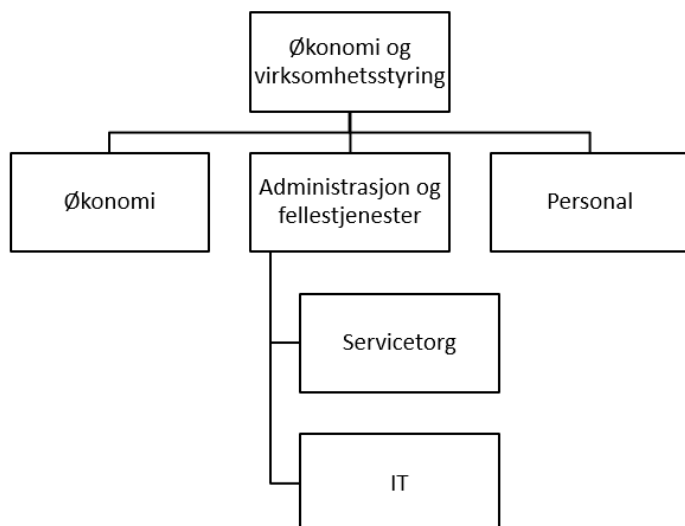 Økonomi og
virksomhetsstyring
Økonomi
Administrasjon og
fellestjenester
Personal
Servicetorg
IT